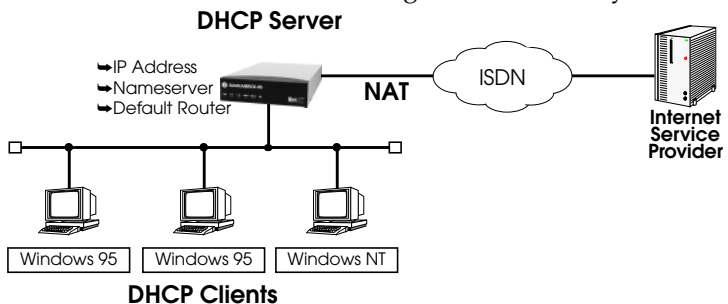 DHCP Server
IP Address
Nameserver
Default Router
NAT
ISDN
Internet
Service
Provider
Windows 95
Windows 95
Windows NT
DHCP Clients